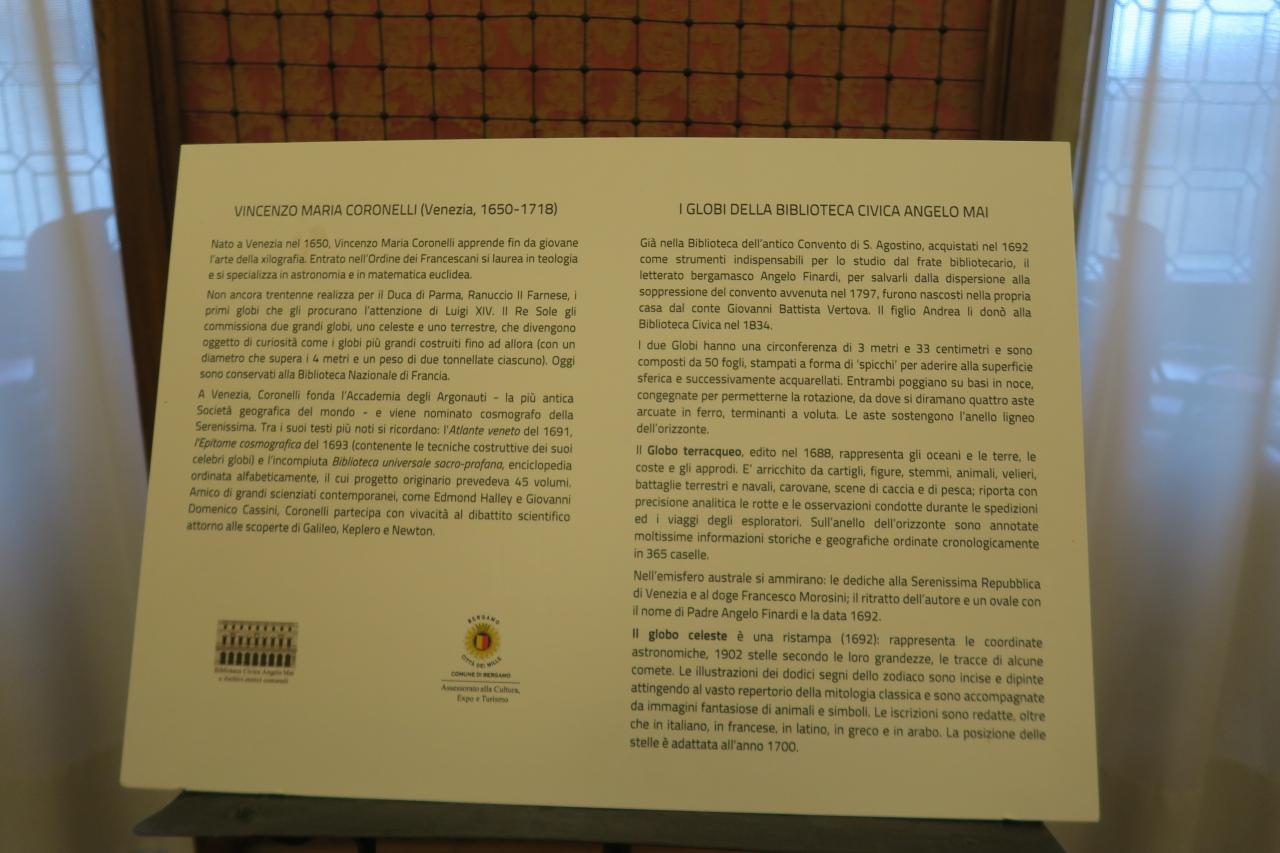 VINCENZO MARIA CORONELLI (Venezia, 1650-1718)
Nato a Venezia nel 1650, Vincenzo Maria Coronelli apprende fin da giovane
l'arte della xilografia. Entrato nell'Ordine dei Francescani si laurea in teologia
e si specializza in astronomia e in matematica euclidea.
Non ancora trentenne realizza per il Duca di Parma, Ranuccio II Farnese, i
primi globi che gli procurano l'attenzione di Luigi XIV. Il Re Sole gli
commissiona due grandi globi, uno celeste e uno terrestre, che divengono
oggetto di curiosità come i globi più grandi costruiti fino ad allora (con un
diametro che supera i 4 metri e un peso di due tonnellate ciascuno). Oggi
sono conservati alla Biblioteca Nazionale di Francia.
A Venezia, Coronelli fonda l'Accademia degli Argonauti - la più antica
Società geografica del mondo - e viene nominato cosmografo della
Serenissima. Tra i suoi testi più noti si ricordano: l'Atlante veneto del 1691,
l'Epitome cosmografica del 1693 (contenente le tecniche costruttive dei suoi
celebri globi) e l'incompiuta Biblioteca universale sacro-profana, enciclopedia
ordinata alfabeticamente, il cui progetto originario prevedeva 45 volumi.
Amico di grandi scienziati contemporanei, come Edmond Halley e Giovanni
Domenico Cassini, Coronelli partecipa con vivacità al dibattito scientifico
attorno alle scoperte di Galileo, Keplero e Newton.
Biblioteca Civica Angelo Mai
e Archivi storici comunali
BERGAMO
CITTÀ DEI MILLE
COMUNE DI BERGAMO
Assessorato alla Cultura,
Expo e Turismo
I GLOBI DELLA BIBLIOTECA CIVICA ANGELO MAI
Già nella Biblioteca dell'antico Convento di S. Agostino, acquistati nel 1692
come strumenti indispensabili per lo studio dal frate bibliotecario, il
letterato bergamasco Angelo Finardi, per salvarli dalla dispersione alla
soppressione del convento avvenuta nel 1797, furono nascosti nella propria
casa dal conte Giovanni Battista Vertova. Il figlio Andrea li donò alla
Biblioteca Civica nel 1834.
I due Globi hanno una circonferenza di 3 metri e 33 centimetri e sono
composti da 50 fogli, stampati a forma di 'spicchi' per aderire alla superficie
sferica e successivamente acquarellati. Entrambi poggiano su basi in noce,
congegnate per permetterne la rotazione, da dove si diramano quattro aste
arcuate in ferro, terminanti a voluta. Le aste sostengono l'anello ligneo
dell'orizzonte.
Il Globo terracqueo, edito nel 1688, rappresenta gli oceani e le terre, le
coste e gli approdi. E' arricchito da cartigli, figure, stemmi, animali, velieri,
battaglie terrestri e navali, carovane, scene di caccia e di pesca; riporta con
precisione analitica le rotte e le osservazioni condotte durante le spedizioni
ed i viaggi degli esploratori. Sull'anello dell'orizzonte sono annotate
moltissime informazioni storiche e geografiche ordinate cronologicamente
in 365 caselle.
Nell'emisfero australe si ammirano: le dediche alla Serenissima Repubblica
di Venezia e al doge Francesco Morosini; il ritratto dell'autore e un ovale con
il nome di Padre Angelo Finardi e la data 1692.
Il globo celeste è una ristampa (1692): rappresenta le coordinate
astronomiche, 1902 stelle secondo le loro grandezze, le tracce di alcune
comete. Le illustrazioni dei dodici segni dello zodiaco sono incise e dipinte
attingendo al vasto repertorio della mitologia classica e sono accompagnate
da immagini fantasiose di animali e simboli. Le iscrizioni sono redatte, oltre
che in italiano, in francese, in latino, in greco e in arabo. La posizione delle
stelle è adattata all'anno 1700.